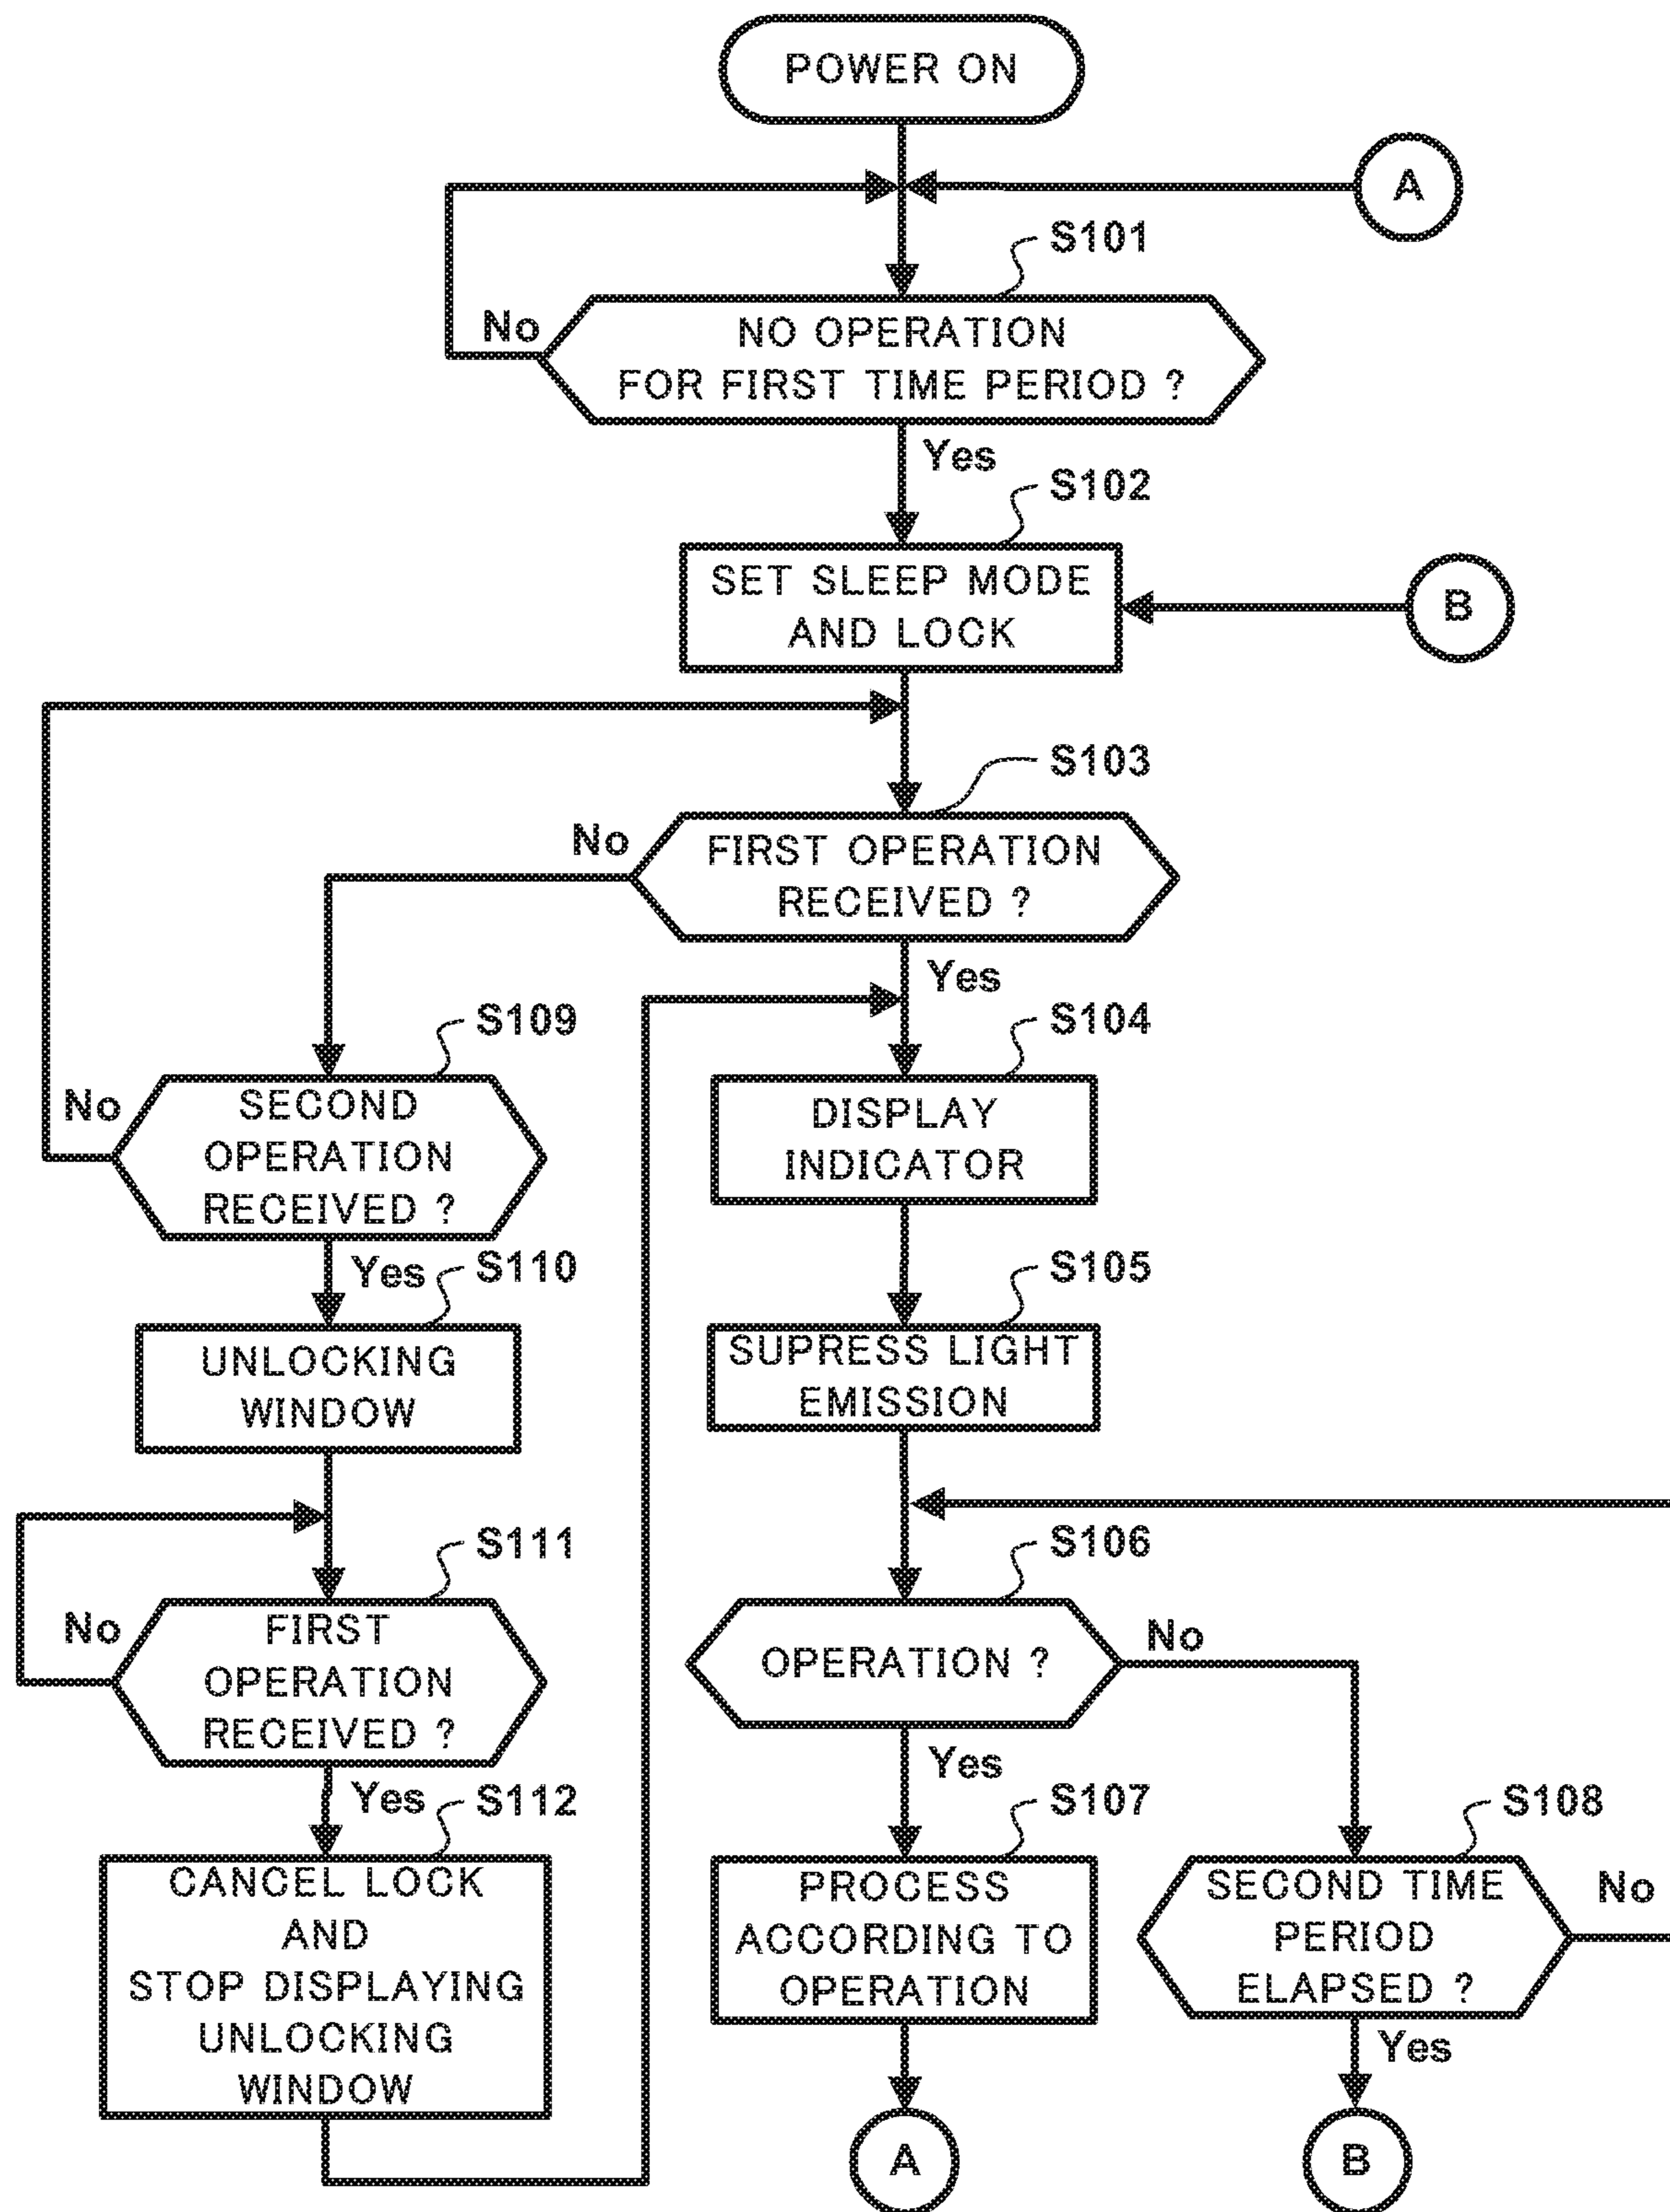 POWER ON
A
S101
No
NO OPERATION
FOR FIRST TIME PERIOD ?
Yes
S102
SET SLEEP MODE
AND LOCK
B
S103
No
FIRST OPERATION
RECEIVED ?
Yes
S109
No
SECOND
OPERATION
RECEIVED ?
Yes
S110
UNLOCKING
WINDOW
S111
No
FIRST
OPERATION
RECEIVED ?
Yes
S112
CANCEL LOCK
AND
STOP DISPLAYING
UNLOCKING
WINDOW
S104
DISPLAY
INDICATOR
S105
SUPRESS LIGHT
EMISSION
S106
OPERATION ?
No
Yes
S107
PROCESS
ACCORDING TO
OPERATION
A
S108
SECOND TIME
PERIOD
ELAPSED ?
No
Yes
B